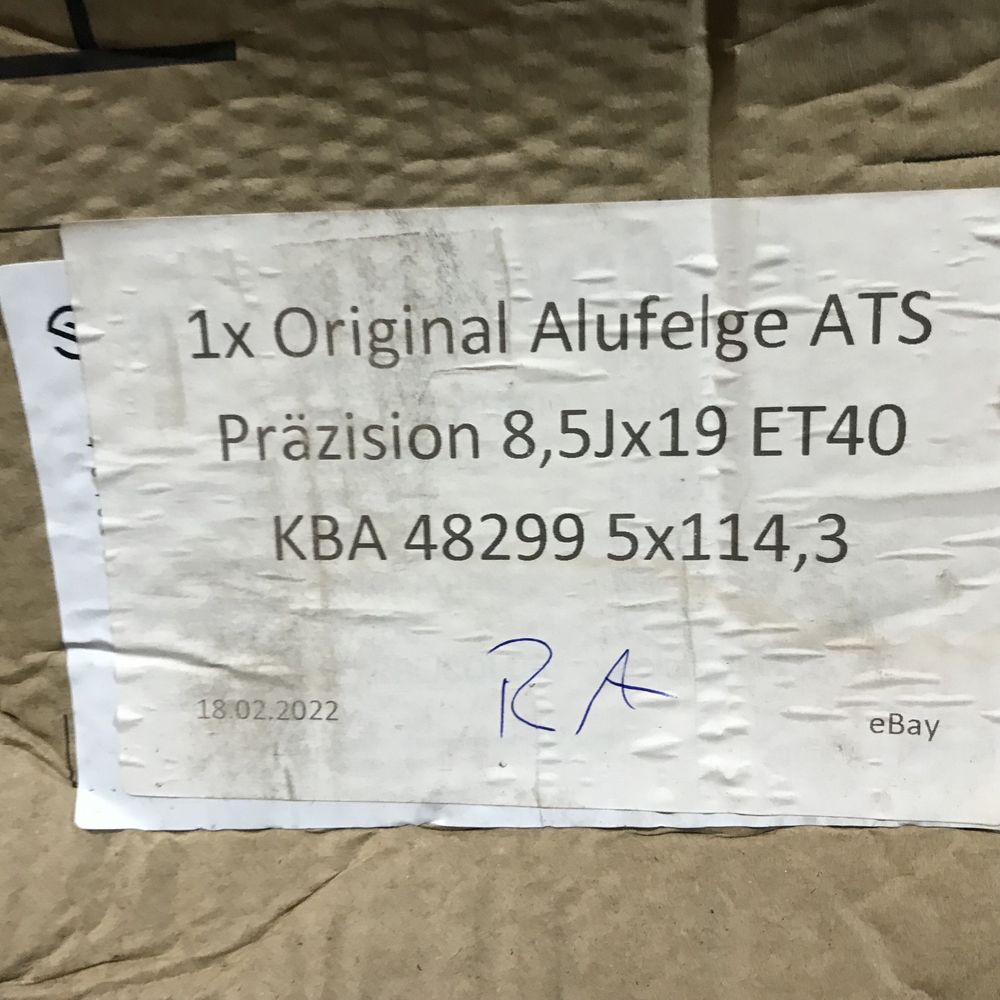 1x Original Alufelge ATS
Präzision 8,5Jx19 ET40
KBA 48299 5x114,3
RA
18.02.2022
eBay